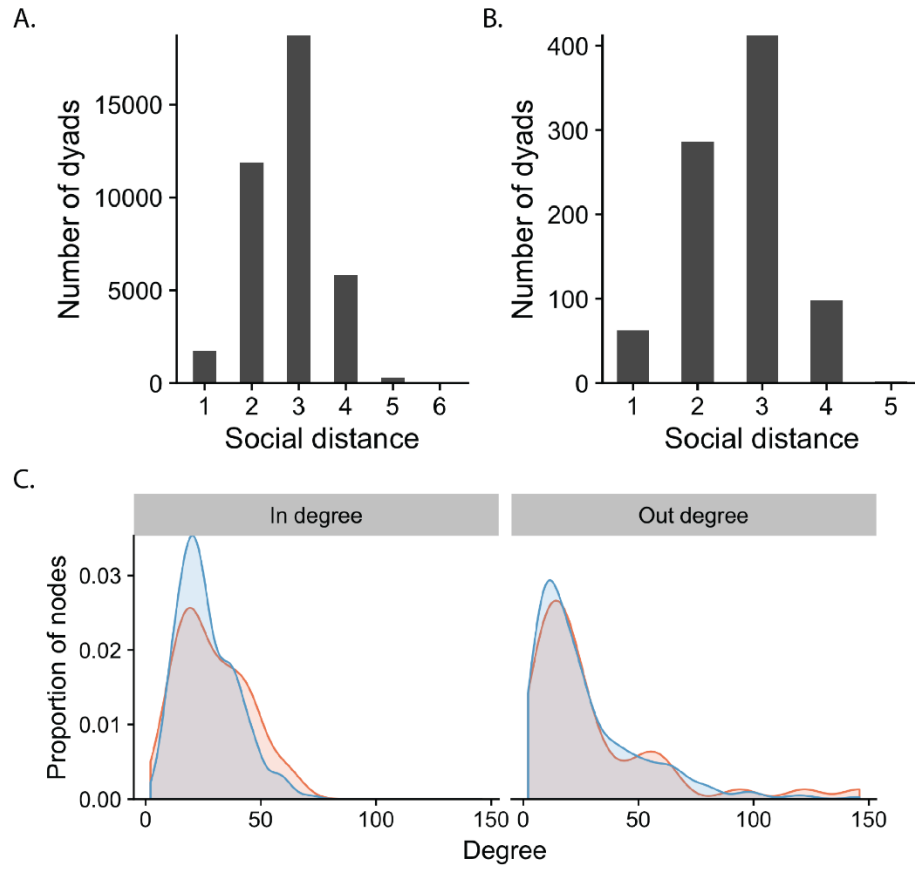 A.
Number of dyads
15000
10000
5000
0
1 2 3 4 5 6
Social distance
B.
Number of dyads
400
300
200
100
0
1 2 3 4 5
Social distance
C.
In degree
Out degree
Proportion of nodes
0.03
0.02
0.01
0.00
0 50 100 150
0 50 100 150
Degree